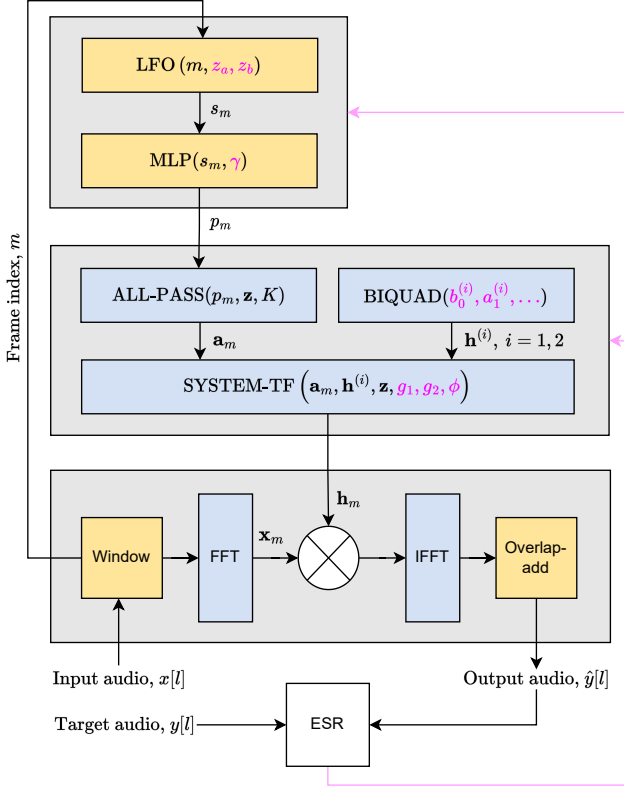 LFO (m, z_a, z_b)
s_m
MLP(s_m, γ)
p_m
Frame index, m
ALL-PASS(p_m, z, K)
BIQUAD(b_0^{(i)}, a_1^{(i)}, …)
a_m
h^{(i)}, i = 1, 2
SYSTEM-TF (a_m, h^{(i)}, z, g_1, g_2, ϕ)
h_m
Window
FFT
x_m
IFFT
Overlap-
add
Input audio, x[l]
Output audio, ŷ[l]
Target audio, y[l]
ESR